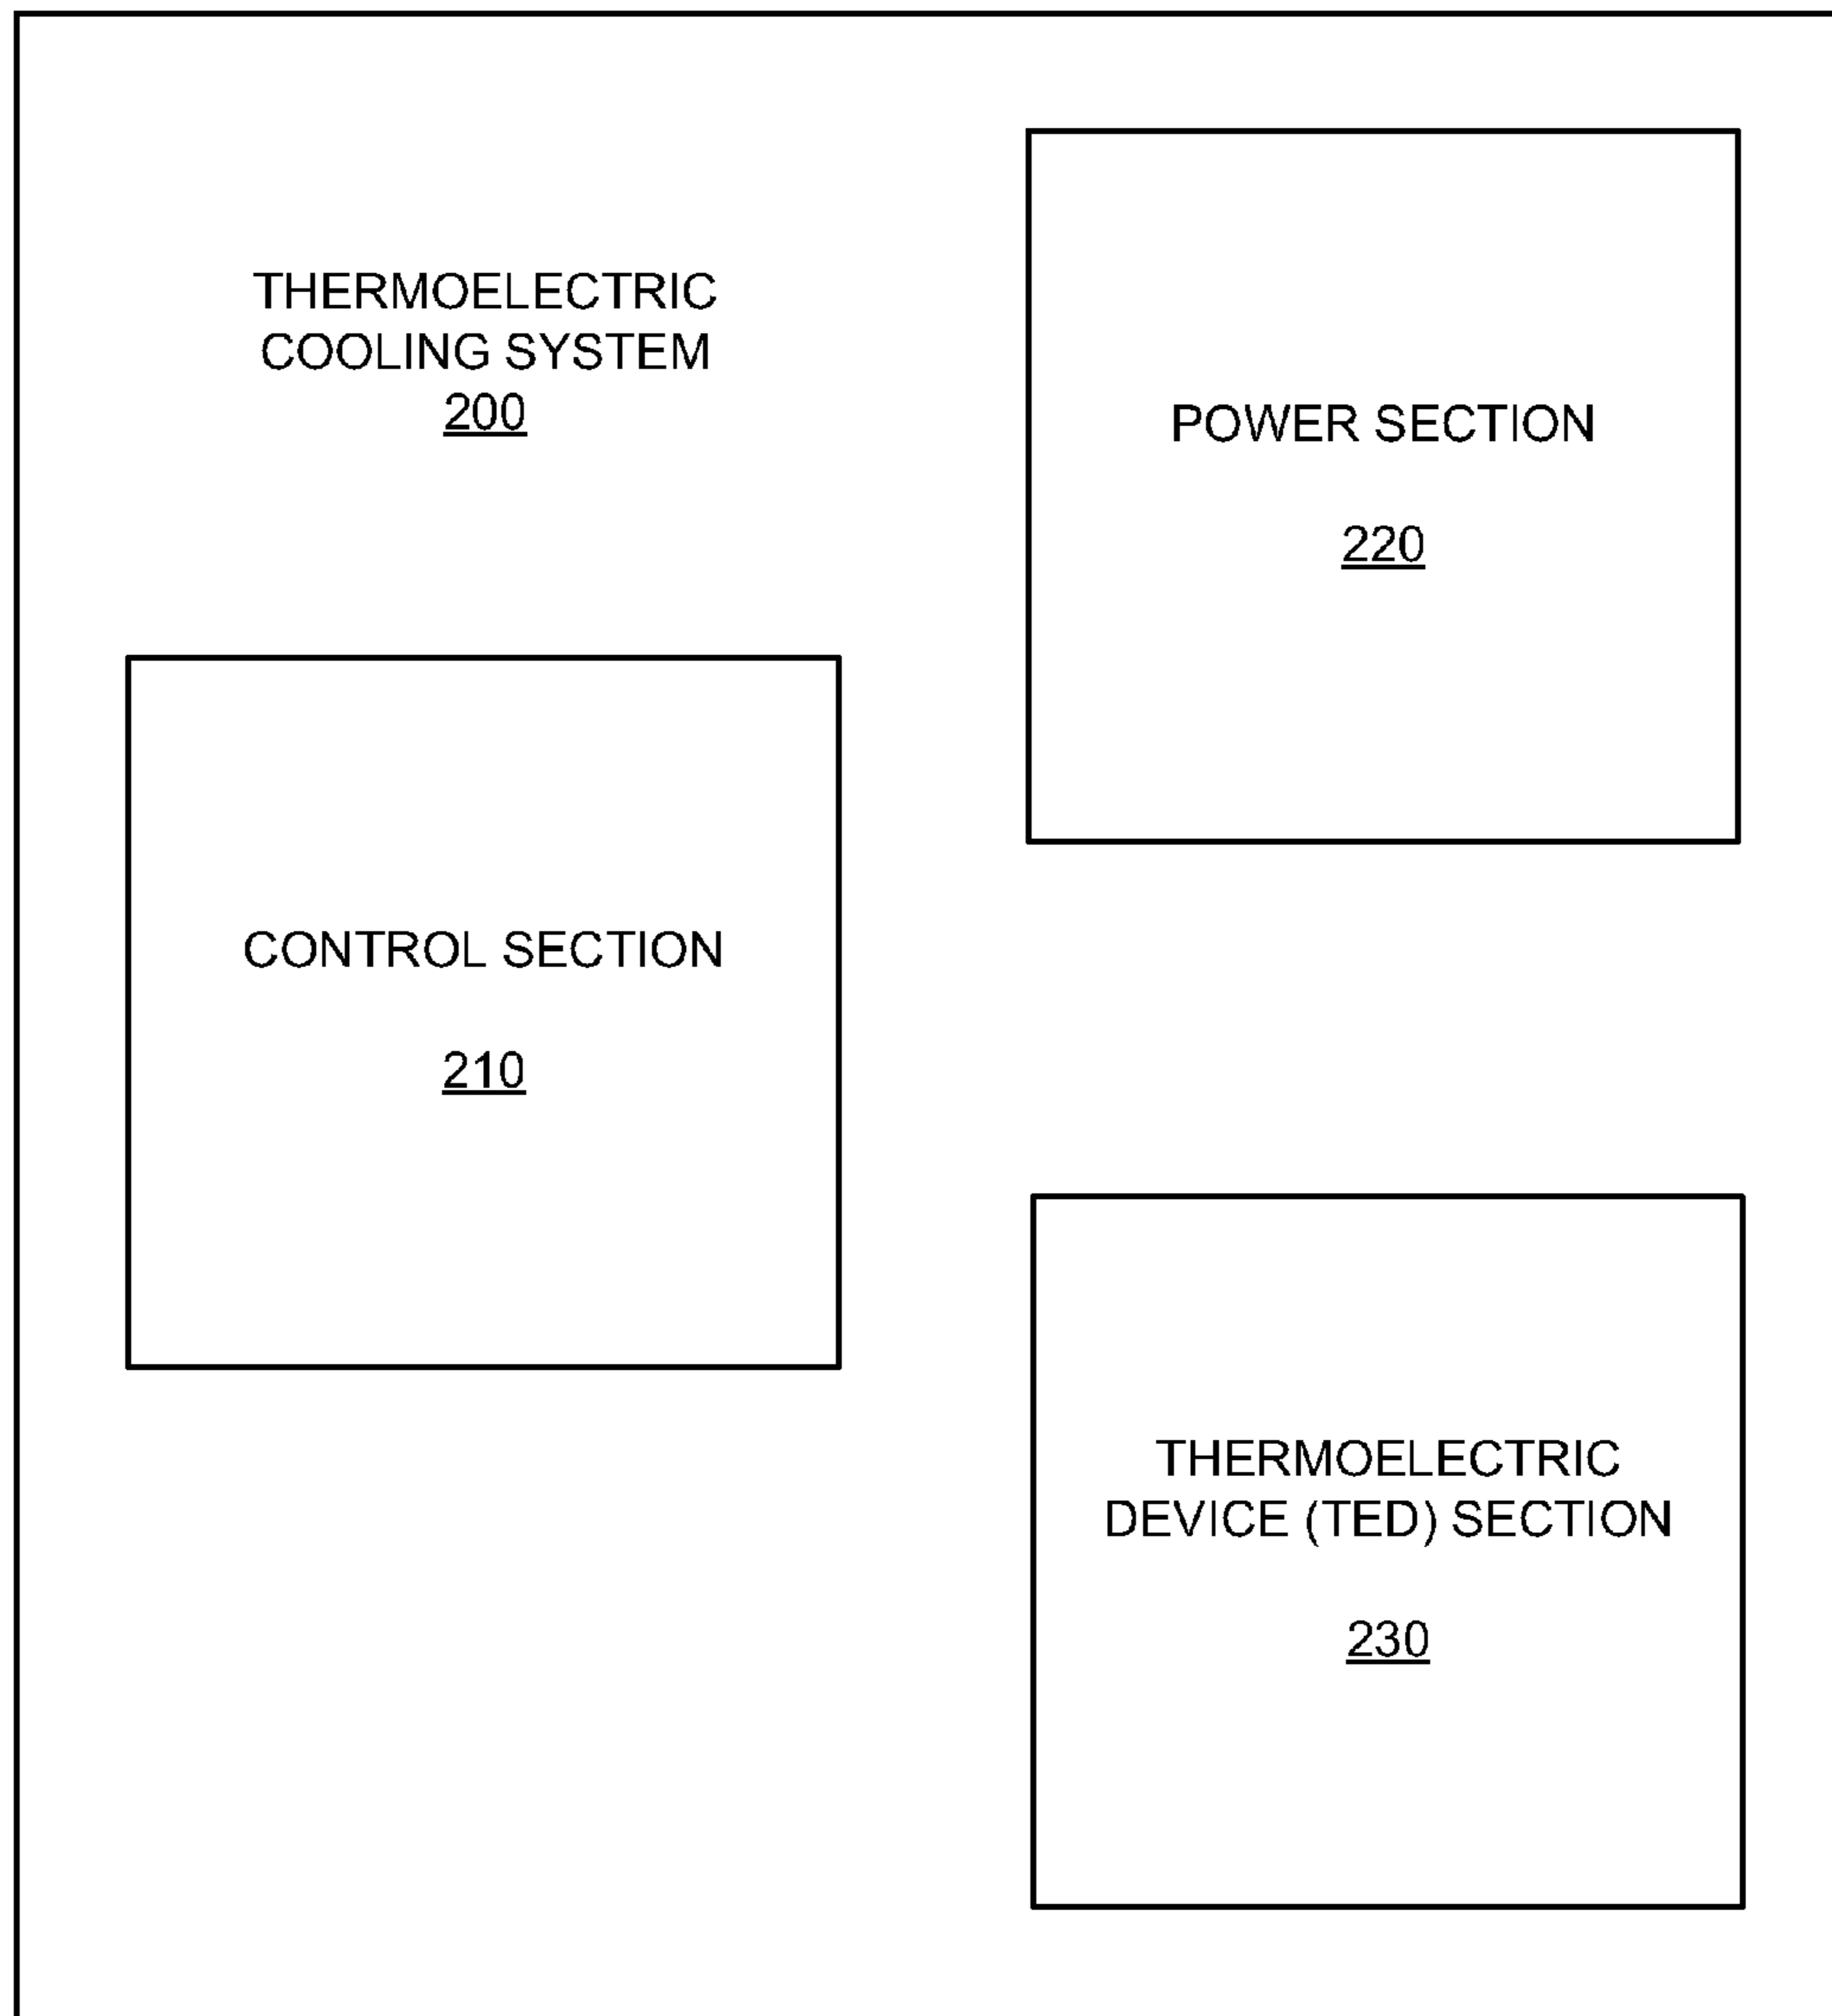 THERMOELECTRIC
COOLING SYSTEM
200
POWER SECTION
220
CONTROL SECTION
210
THERMOELECTRIC
DEVICE (TED) SECTION
230